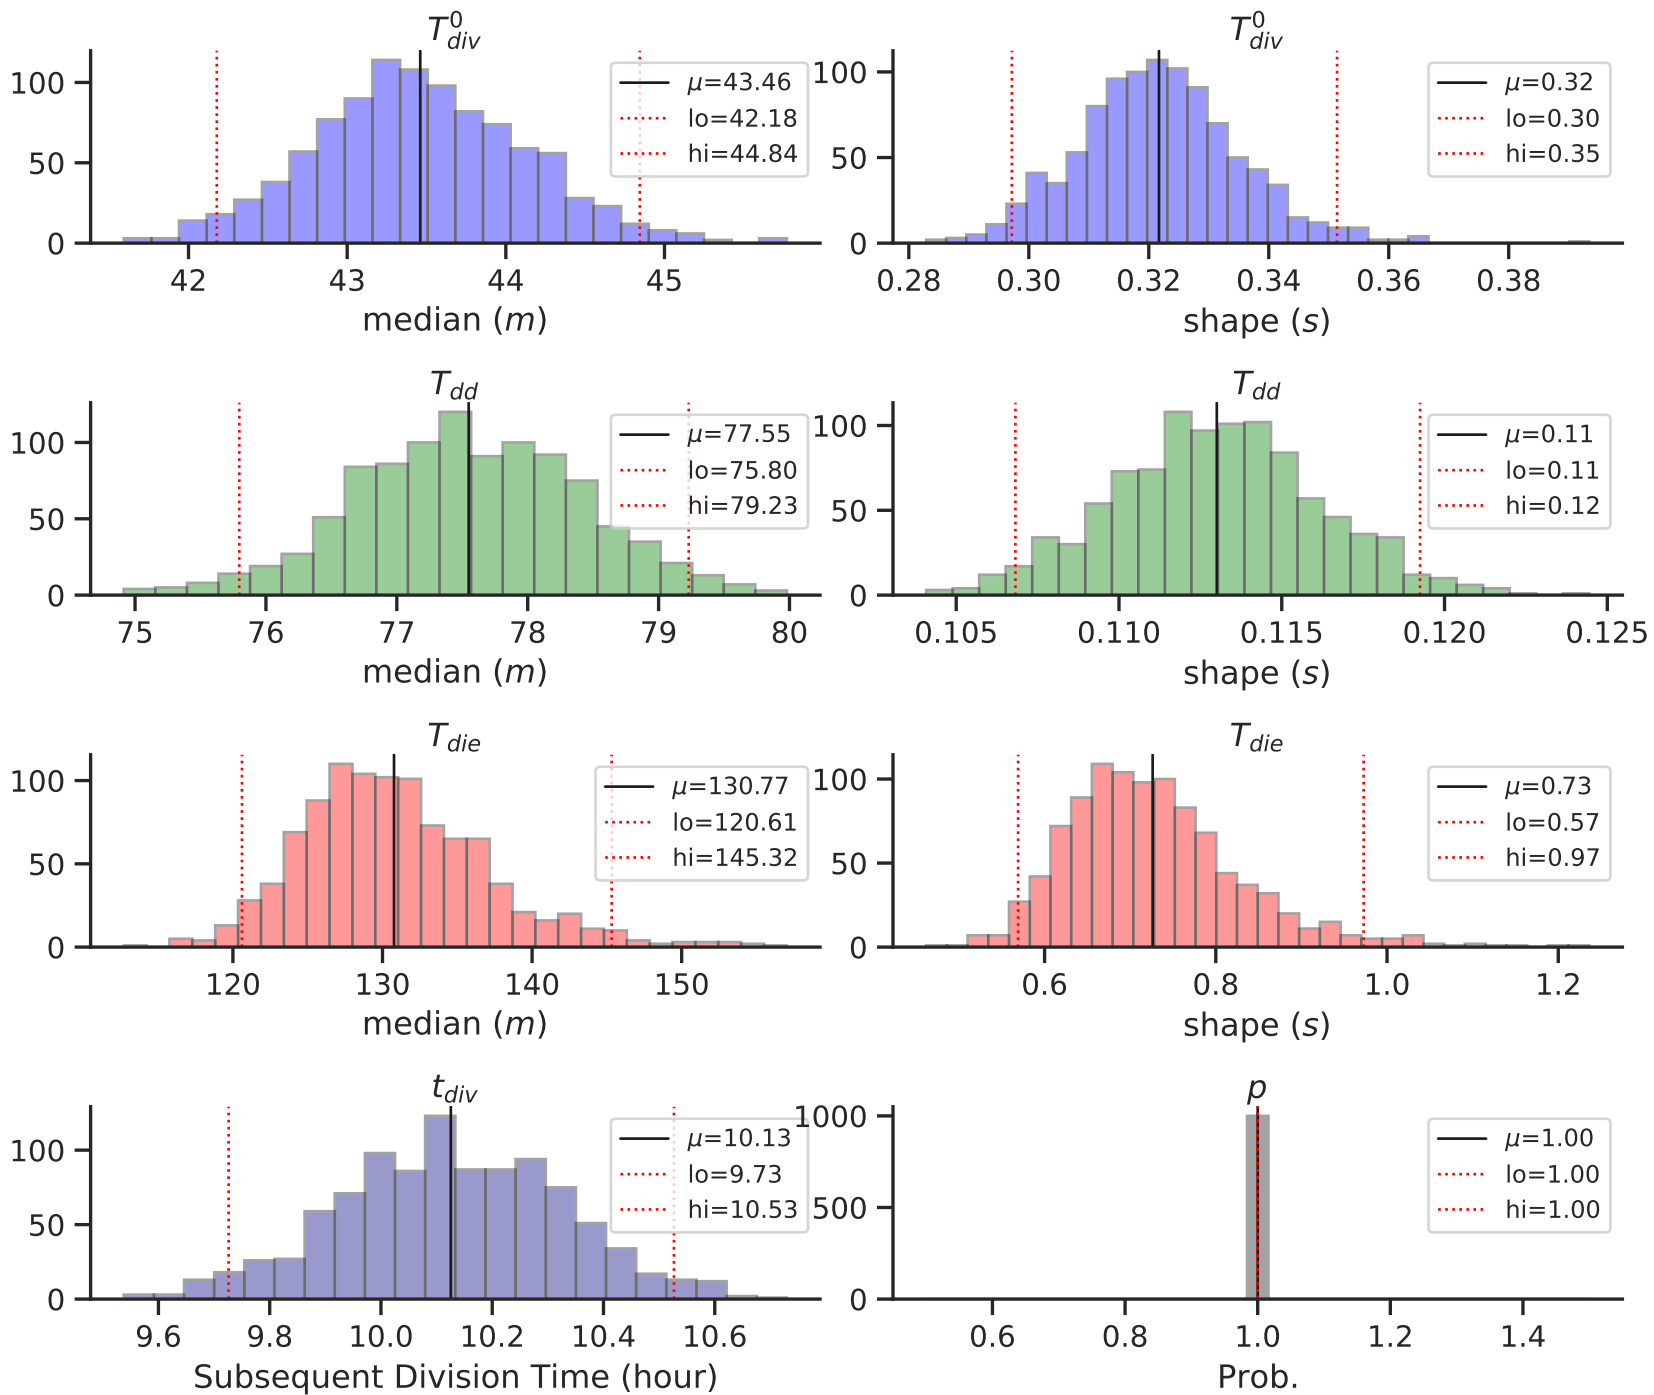 T⁰div
100
50
0
μ=43.46
lo=42.18
hi=44.84
42 43 44 45
median (m)
T⁰div
100
50
0
μ=0.32
lo=0.30
hi=0.35
0.28 0.30 0.32 0.34 0.36 0.38
shape (s)
Tdd
100
50
0
μ=77.55
lo=75.80
hi=79.23
75 76 77 78 79 80
median (m)
Tdd
100
50
0
μ=0.11
lo=0.11
hi=0.12
0.105 0.110 0.115 0.120 0.125
shape (s)
Tdie
100
50
0
μ=130.77
lo=120.61
hi=145.32
120 130 140 150
median (m)
Tdie
100
50
0
μ=0.73
lo=0.57
hi=0.97
0.6 0.8 1.0 1.2
shape (s)
tdiv
100
50
0
μ=10.13
lo=9.73
hi=10.53
9.6 9.8 10.0 10.2 10.4 10.6
Subsequent Division Time (hour)
p
1000
500
0
μ=1.00
lo=1.00
hi=1.00
0.6 0.8 1.0 1.2 1.4
Prob.